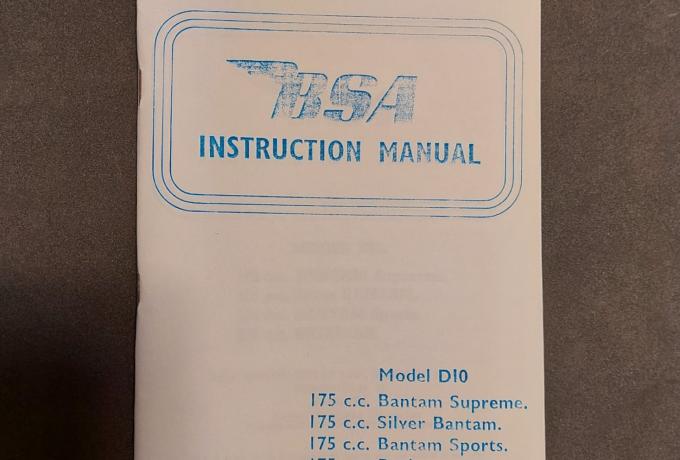 BSA
INSTRUCTION MANUAL
Model D10
175 c.c. Bantam Supreme.
175 c.c. Silver Bantam.
175 c.c. Bantam Sports.